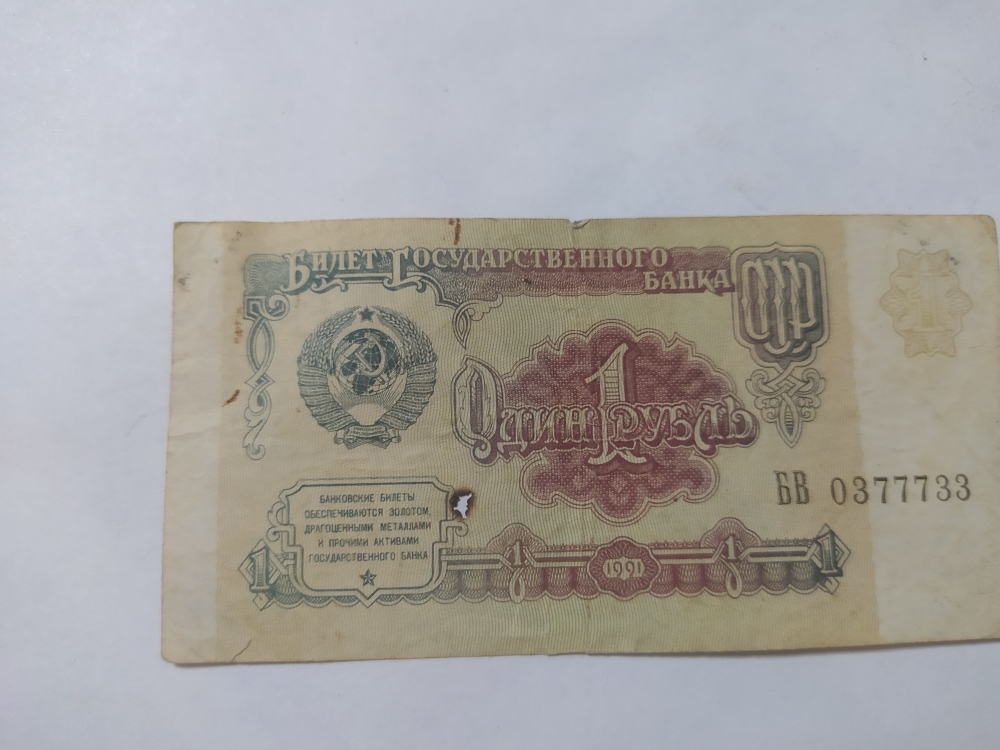 Билет Государственного
Банка
СССР
1
Один Рубль
БВ 0377733
БАНКОВСКИЕ БИЛЕТЫ
ОБЕСПЕЧИВАЮТСЯ ЗОЛОТОМ,
ДРАГОЦЕННЫМИ МЕТАЛЛАМИ
И ПРОЧИМИ АКТИВАМИ
ГОСУДАРСТВЕННОГО БАНКА
1 1 1991 1 1
1